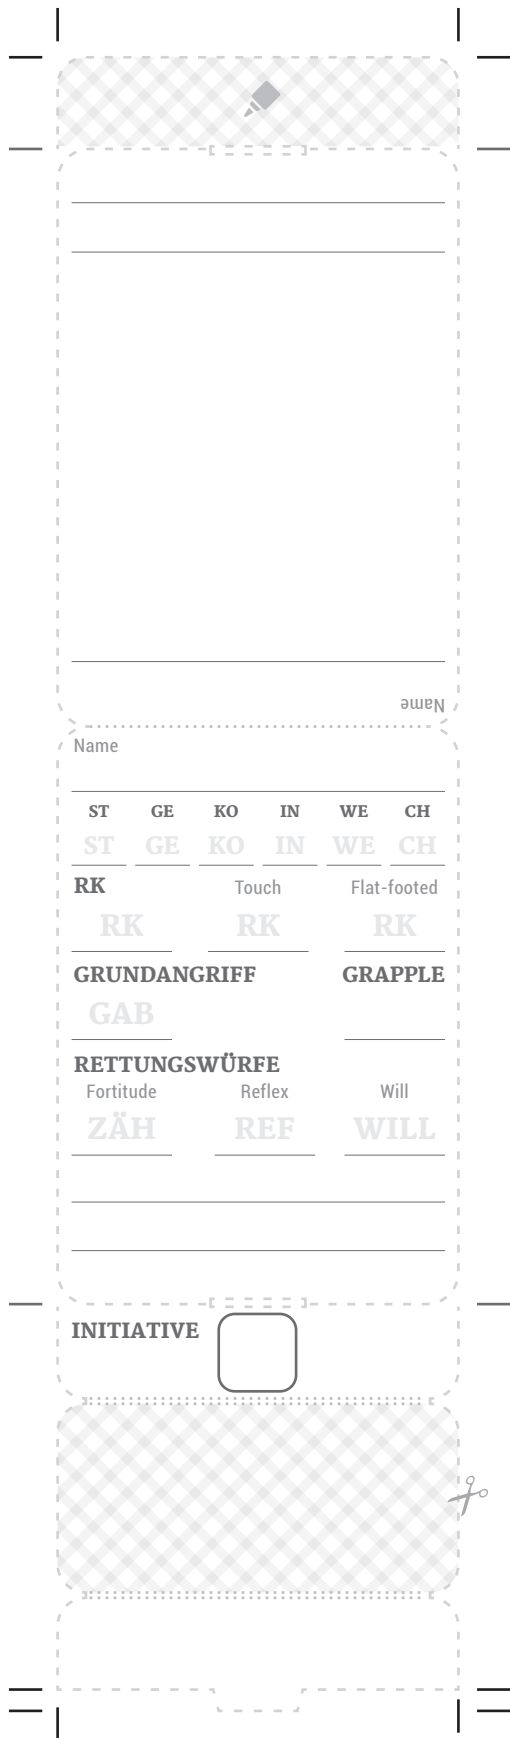 Name
Name
ST GE KO IN WE CH
ST GE KO IN WE CH
RK Touch Flat-footed
RK RK RK
GRUNDANGRIFF GRAPPLE
GAB
RETTUNGSWÜRFE
Fortitude Reflex Will
ZÄH REF WILL
INITIATIVE